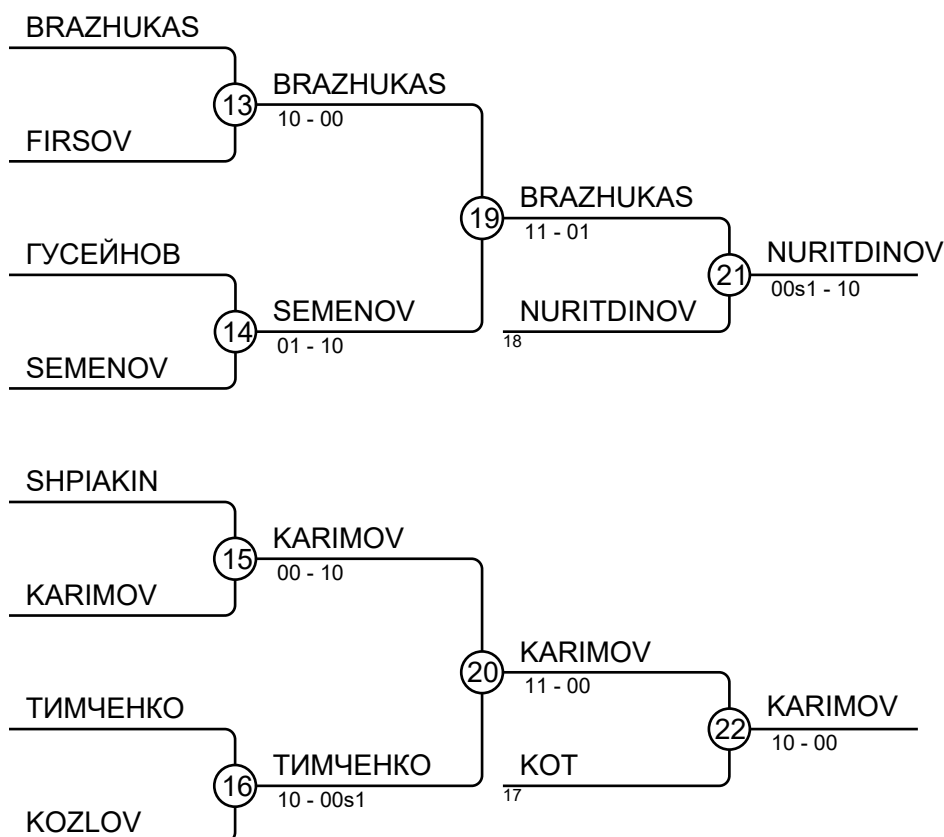 BRAZHUKAS
13
BRAZHUKAS
10 - 00
FIRSOV
19
BRAZHUKAS
11 - 01
ГУСЕЙНОВ
14
SEMENOV
01 - 10
SEMENOV
21
NURITDINOV
00s1 - 10
NURITDINOV
18
SHPIAKIN
15
KARIMOV
00 - 10
KARIMOV
20
KARIMOV
11 - 00
ТИМЧЕНКО
16
ТИМЧЕНКО
10 - 00s1
KOZLOV
22
KARIMOV
10 - 00
KOT
17